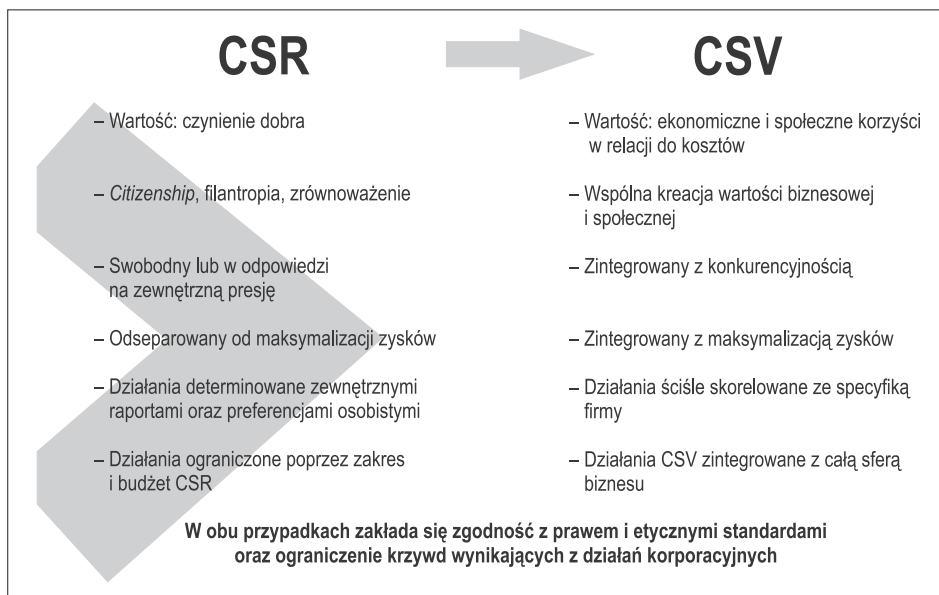 CSR
– Wartość: czynienie dobra
– Citizenship, filantropia, zrównoważenie
– Swobodny lub w odpowiedzi
na zewnętrzną presję
– Odseparowany od maksymalizacji zysków
– Działania determinowane zewnętrznymi
raportami oraz preferencjami osobistymi
– Działania ograniczone poprzez zakres
i budżet CSR
CSV
– Wartość: ekonomiczne i społeczne korzyści
w relacji do kosztów
– Wspólna kreacja wartości biznesowej
i społecznej
– Zintegrowany z konkurencyjnością
– Zintegrowany z maksymalizacją zysków
– Działania ściśle skorelowane ze specyfiką
firmy
– Działania CSV zintegrowane z całą sferą
biznesu
W obu przypadkach zakłada się zgodność z prawem i etycznymi standardami
oraz ograniczenie krzywd wynikających z działań korporacyjnych